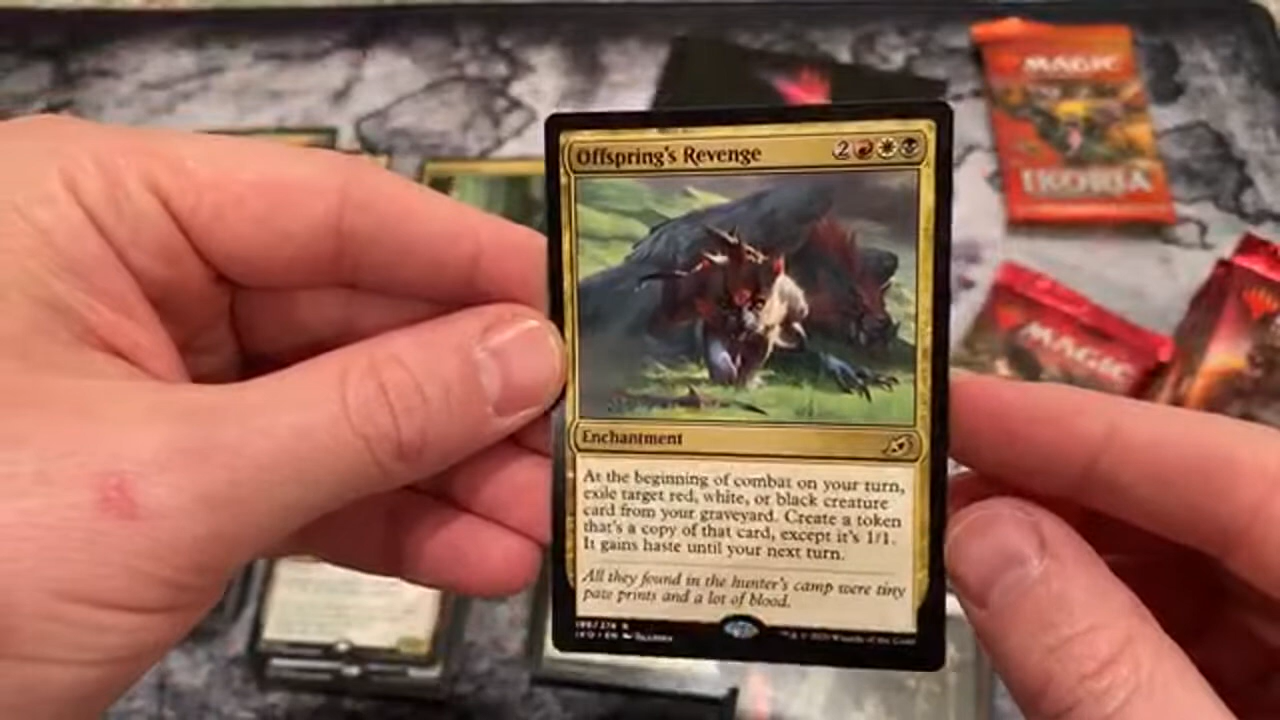 MAGIC
IKORIA
MAGIC
Offspring's Revenge 2
Enchantment
At the beginning of combat on your turn,
exile target red, white, or black creature
card from your graveyard. Create a token
that's a copy of that card, except it's 1/1.
It gains haste until your next turn.
All they found in the hunter's camp were tiny
paw prints and a lot of blood.